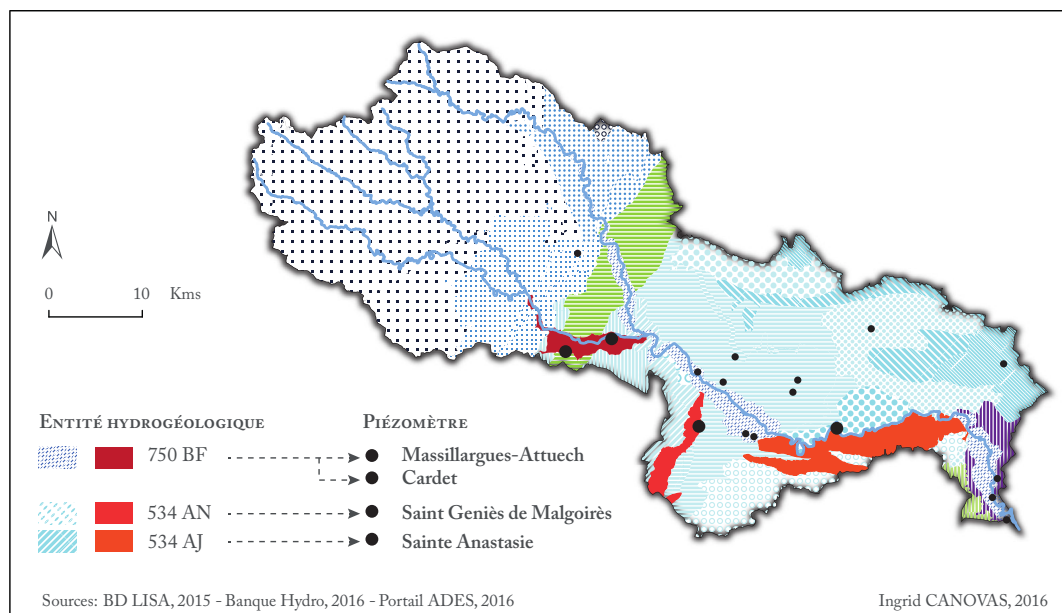 N
0 10 Kms
ENTITÉ HYDROGÉOLOGIQUE PIÉZOMÈTRE
750 BF Massillargues-Attuech
Cardet
534 AN Saint Geniès de Malgoirès
534 AJ Sainte Anastasie
Sources: BD LISA, 2015 - Banque Hydro, 2016 - Portail ADES, 2016 Ingrid CANOVAS, 2016